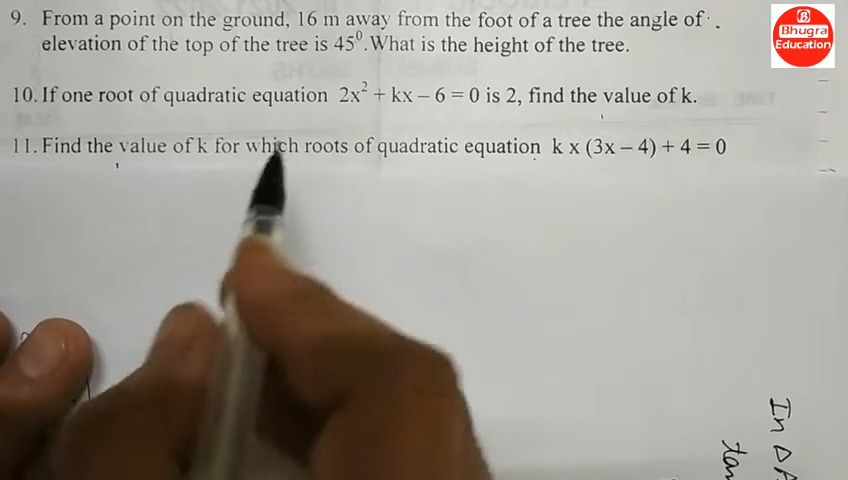 9. From a point on the ground, 16 m away from the foot of a tree the angle of
elevation of the top of the tree is 45⁰. What is the height of the tree.
10. If one root of quadratic equation 2x² + kx – 6 = 0 is 2, find the value of k.
11. Find the value of k for which roots of quadratic equation k x (3x – 4) + 4 = 0
B
Bhugra
Education
In Δ
tan